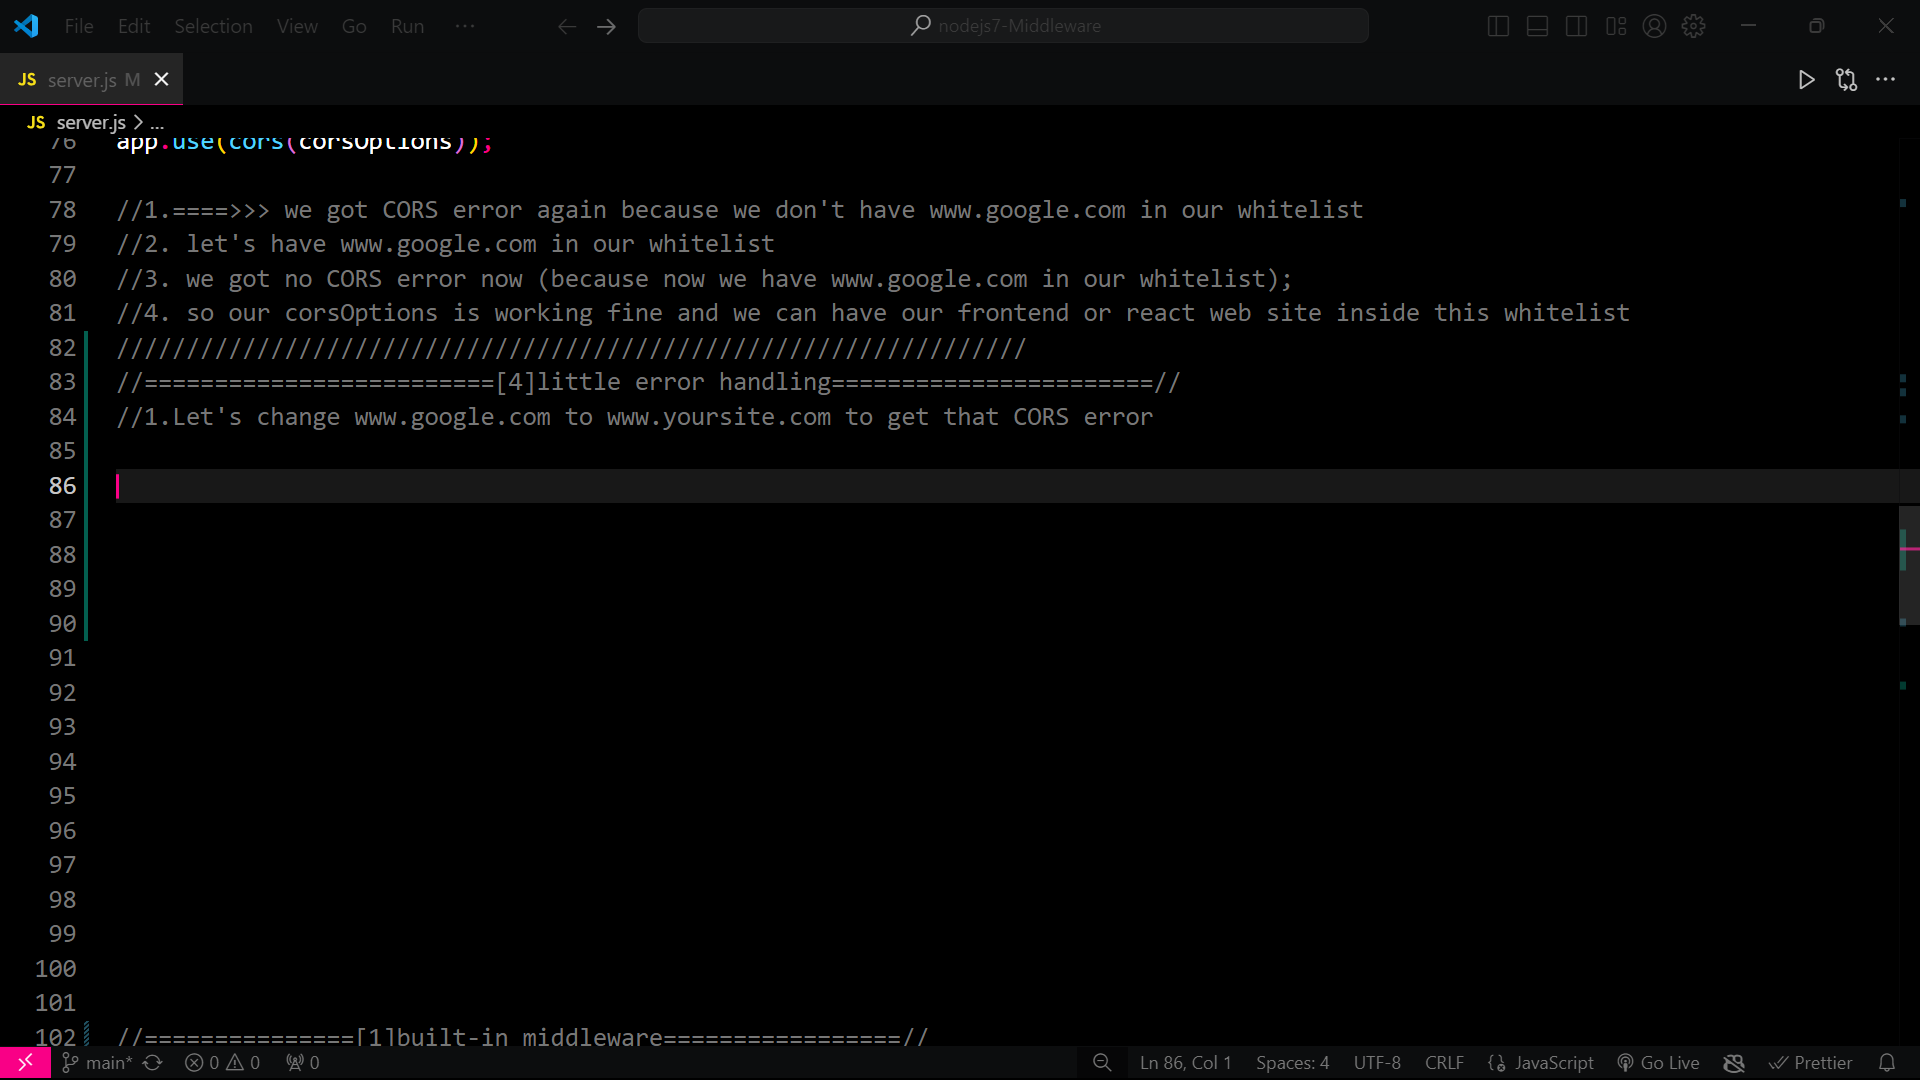 File Edit Selection View Go Run ··· nodejs7-Middleware
JS server.js M
JS server.js > ...
76 app.use(cors(corsOptions));
77
78 //1.====>>> we got CORS error again because we don't have www.google.com in our whitelist
79 //2. let's have www.google.com in our whitelist
80 //3. we got no CORS error now (because now we have www.google.com in our whitelist);
81 //4. so our corsOptions is working fine and we can have our frontend or react web site inside this whitelist
82 /////////////////////////////////////////////////////////////////
83 //=========================[4]little error handling=======================//
84 //1.Let's change www.google.com to www.yoursite.com to get that CORS error
85
86
87
88
89
90
91
92
93
94
95
96
97
98
99
100
101
102 //===============[1]built-in middleware=================//
main* 0 0 0 Ln 86, Col 1 Spaces: 4 UTF-8 CRLF JavaScript Go Live Prettier